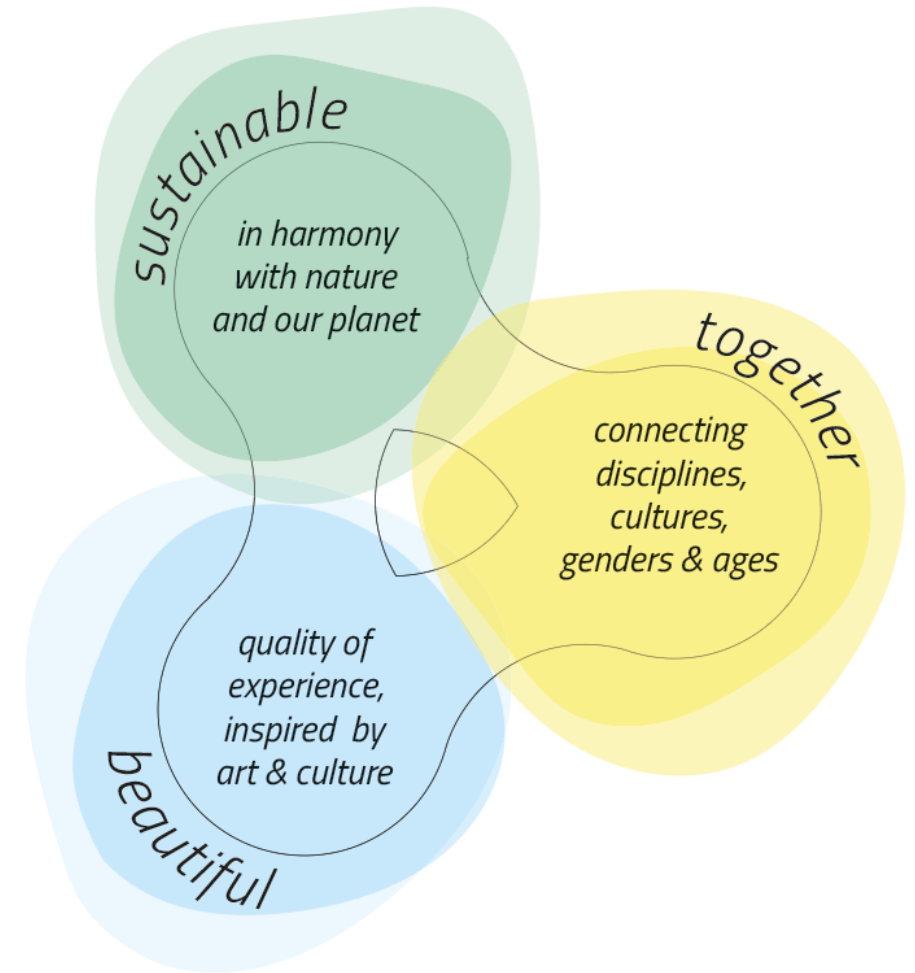 sustainable
in harmony
with nature
and our planet
together
connecting
disciplines,
cultures,
genders & ages
quality of
experience,
inspired by
art & culture
beautiful